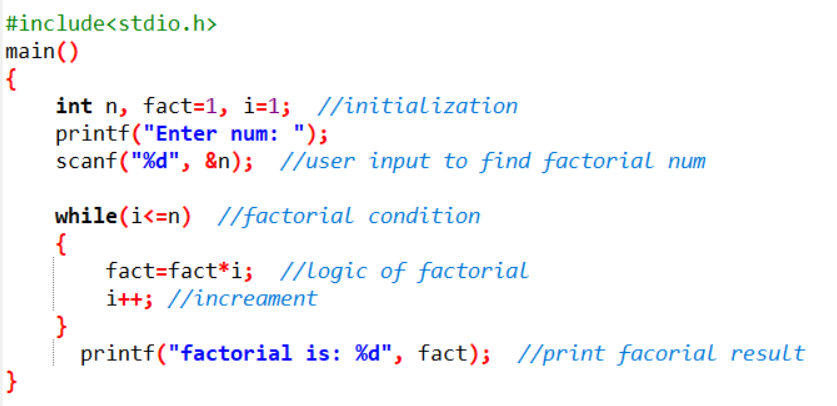 #include<stdio.h>
main()
{
int n, fact=1, i=1;  //initialization
printf("Enter num: ");
scanf("%d", &n);  //user input to find factorial num
while(i<=n)  //factorial condition
{
fact=fact*i;  //logic of factorial
i++; //increament
}
printf("factorial is: %d", fact);  //print facorial result
}